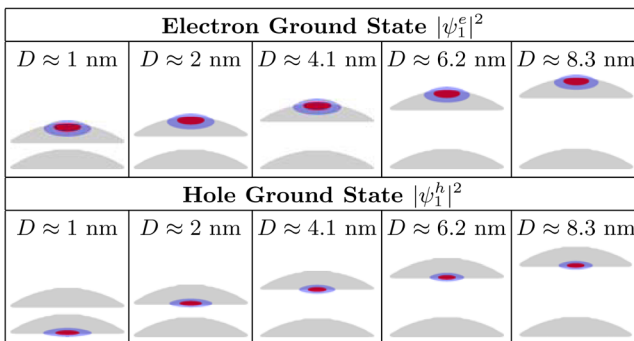 Electron Ground State |ψ₁ᵉ|²
D ≈ 1 nm D ≈ 2 nm D ≈ 4.1 nm D ≈ 6.2 nm D ≈ 8.3 nm
Hole Ground State |ψ₁ʰ|²
D ≈ 1 nm D ≈ 2 nm D ≈ 4.1 nm D ≈ 6.2 nm D ≈ 8.3 nm